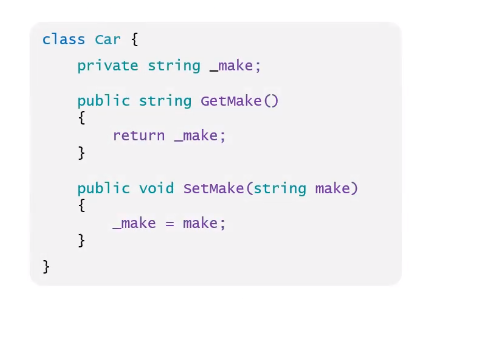 class Car {
private string _make;
public string GetMake()
{
return _make;
}
public void SetMake(string make)
{
_make = make;
}
}